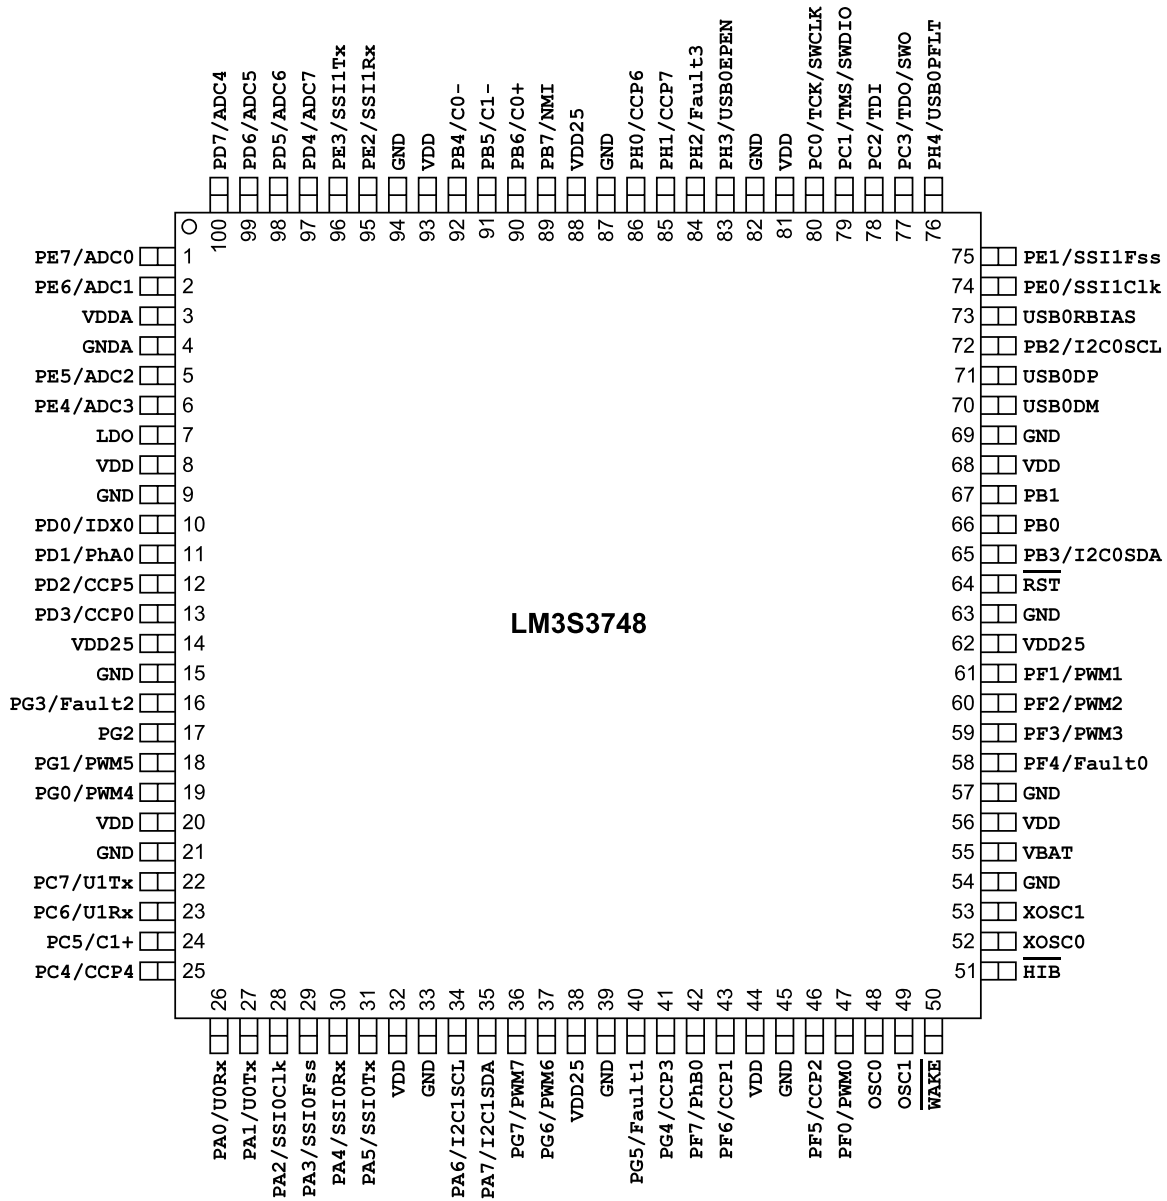 PD7/ADC4
PD6/ADC5
PD5/ADC6
PD4/ADC7
PE3/SSI1Tx
PE2/SSI1Rx
GND
VDD
PB4/C0-
PB5/C1-
PB6/C0+
PB7/NMI
VDD25
GND
PH0/CCP6
PH1/CCP7
PH2/Fault3
PH3/USB0EPEN
GND
VDD
PC0/TCK/SWCLK
PC1/TMS/SWDIO
PC2/TDI
PC3/TDO/SWO
PH4/USB0PFLT
100
99
98
97
96
95
94
93
92
91
90
89
88
87
86
85
84
83
82
81
80
79
78
77
76
PE7/ADC0 1
PE6/ADC1 2
VDDA 3
GNDA 4
PE5/ADC2 5
PE4/ADC3 6
LDO 7
VDD 8
GND 9
PD0/IDX0 10
PD1/PhA0 11
PD2/CCP5 12
PD3/CCP0 13
VDD25 14
GND 15
PG3/Fault2 16
PG2 17
PG1/PWM5 18
PG0/PWM4 19
VDD 20
GND 21
PC7/U1Tx 22
PC6/U1Rx 23
PC5/C1+ 24
PC4/CCP4 25
LM3S3748
75 PE1/SSI1Fss
74 PE0/SSI1Clk
73 USB0RBIAS
72 PB2/I2C0SCL
71 USB0DP
70 USB0DM
69 GND
68 VDD
67 PB1
66 PB0
65 PB3/I2C0SDA
64 RST
63 GND
62 VDD25
61 PF1/PWM1
60 PF2/PWM2
59 PF3/PWM3
58 PF4/Fault0
57 GND
56 VDD
55 VBAT
54 GND
53 XOSC1
52 XOSC0
51 HIB
26
27
28
29
30
31
32
33
34
35
36
37
38
39
40
41
42
43
44
45
46
47
48
49
50
PA0/U0Rx
PA1/U0Tx
PA2/SSI0Clk
PA3/SSI0Fss
PA4/SSI0Rx
PA5/SSI0Tx
VDD
GND
PA6/I2C1SCL
PA7/I2C1SDA
PG7/PWM7
PG6/PWM6
VDD25
GND
PG5/Fault1
PG4/CCP3
PF7/PhB0
PF6/CCP1
VDD
GND
PF5/CCP2
PF0/PWM0
OSC0
OSC1
WAKE